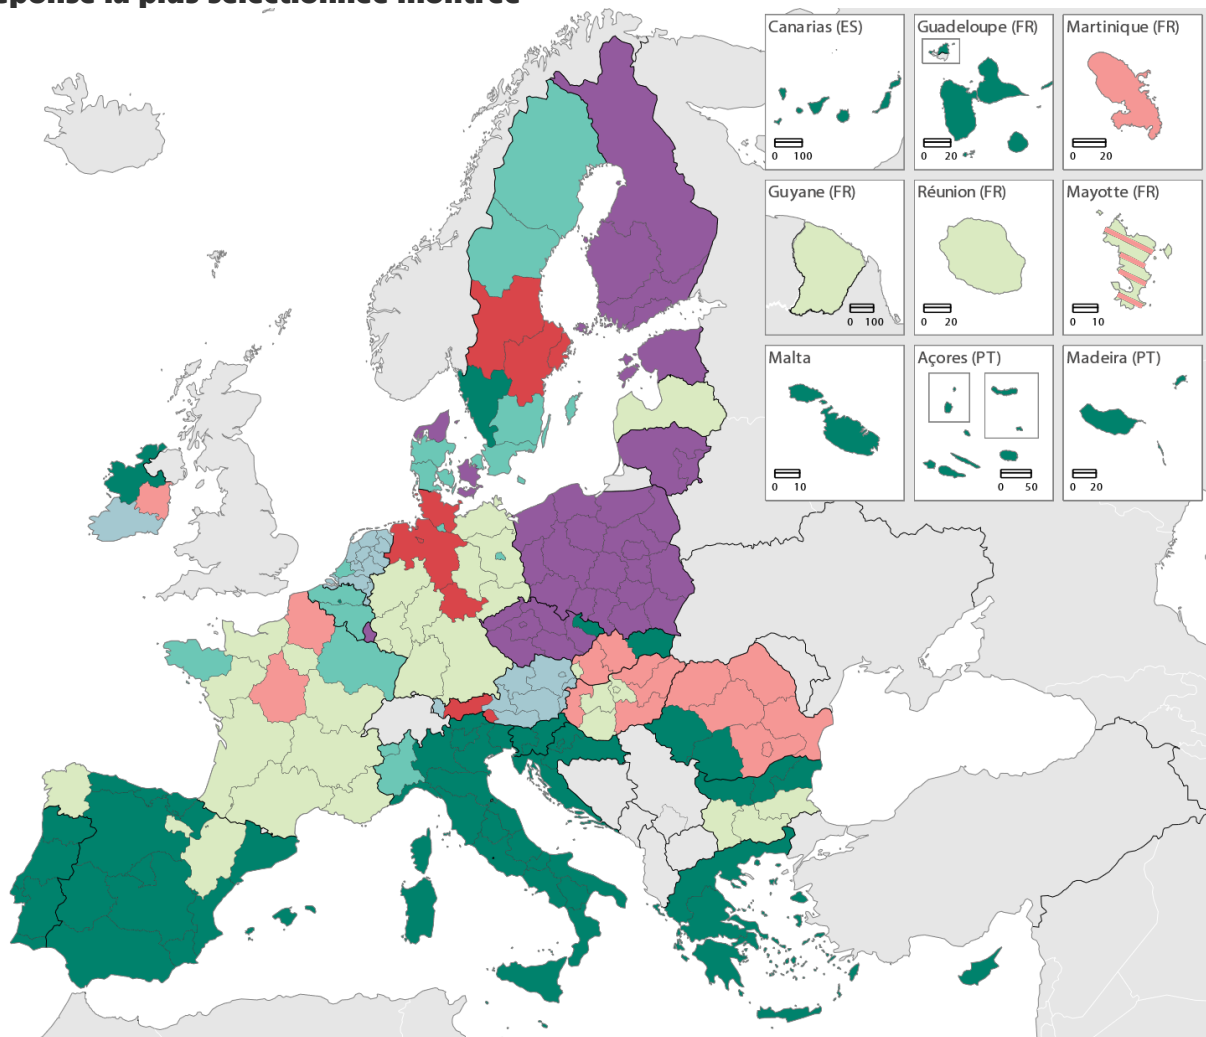 réponse la plus sélectionnée montrée
Canarias (ES)
0 100
Guadeloupe (FR)
0 20
Martinique (FR)
0 20
Guyane (FR)
0 100
Réunion (FR)
0 20
Mayotte (FR)
0 10
Malta
0 10
Açores (PT)
0 50
Madeira (PT)
0 20